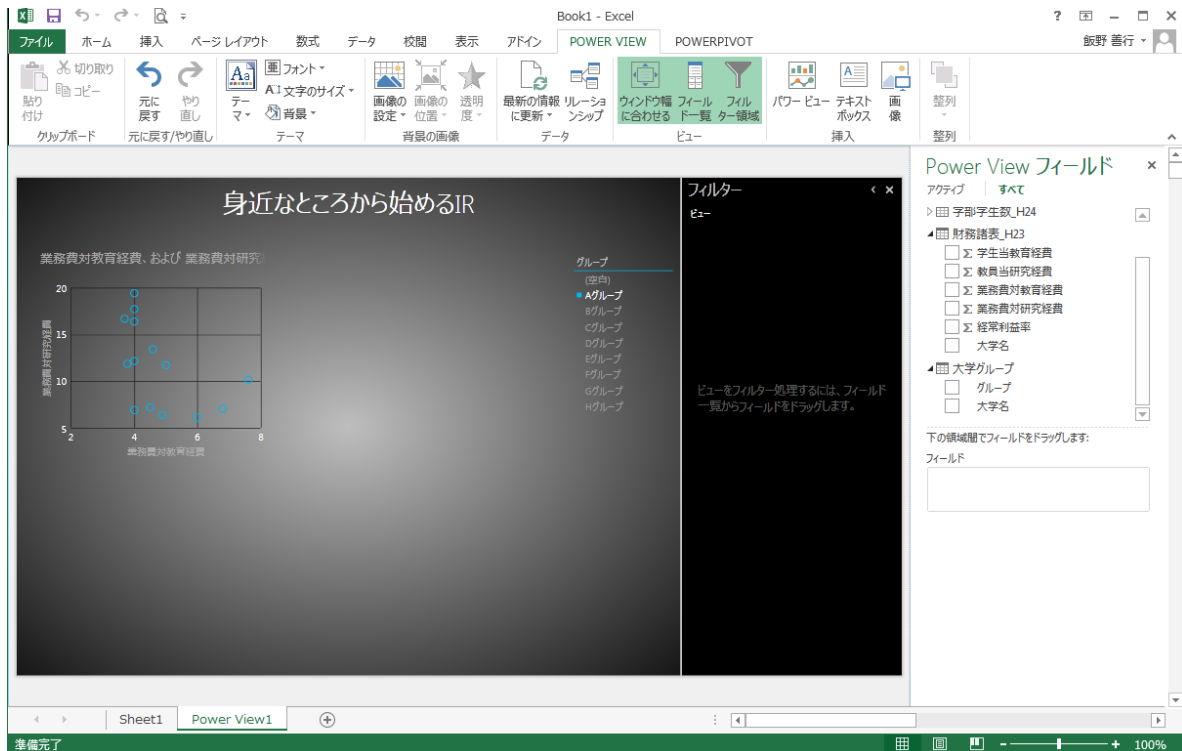 Book1 - Excel
ファイル ホーム 挿入 ページ レイアウト 数式 データ 校閲 表示 アドイン POWER VIEW POWERPIVOT 飯野 善行
貼り付け
切り取り
コピー
クリップボード
元に戻す
やり直し
元に戻す/やり直し
テーマ
フォント
文字のサイズ
背景
テーマ
画像の設定
画像の位置
透明度
背景の画像
最新の情報に更新
リレーションシップ
データ
ウィンドウ幅に合わせる
フィールド一覧
フィルター領域
ビュー
パワー ビュー
テキストボックス
画像
挿入
整列
整列
身近なところから始めるIR
業務費対教育経費、および 業務費対研究
業務費対研究経費
20
15
10
5
2 4 6 8
業務費対教育経費
グループ
(空白)
Aグループ
Bグループ
Cグループ
Dグループ
Eグループ
Fグループ
Gグループ
Hグループ
フィルター
ビュー
ビューをフィルター処理するには、フィールド
一覧からフィールドをドラッグします。
Power View フィールド
アクティブ すべて
学部学生数_H24
財務諸表_H23
Σ 学生当教育経費
Σ 教員当研究経費
Σ 業務費対教育経費
Σ 業務費対研究経費
Σ 経常利益率
大学名
大学グループ
グループ
大学名
下の領域間でフィールドをドラッグします:
フィールド
Sheet1 Power View1
準備完了 100%